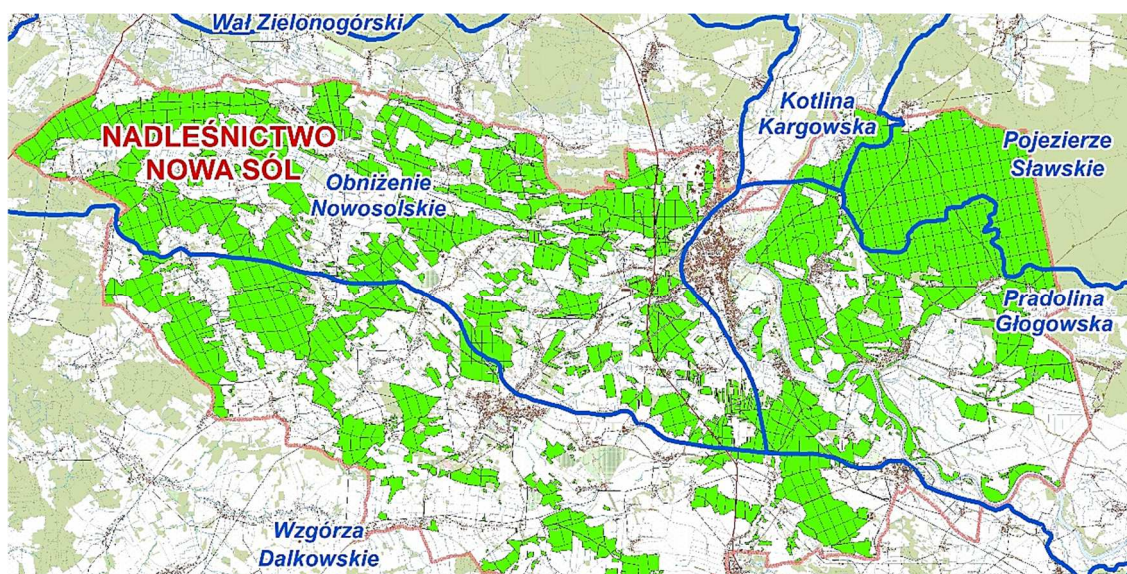 Wał Zielonogórski
NADLEŚNICTWO
NOWA SÓL
Obniżenie
Nowosolskie
Kotlina
Kargowska
Pojezierze
Sławskie
Pradolina
Głogowska
Wzgórza
Dalkowskie